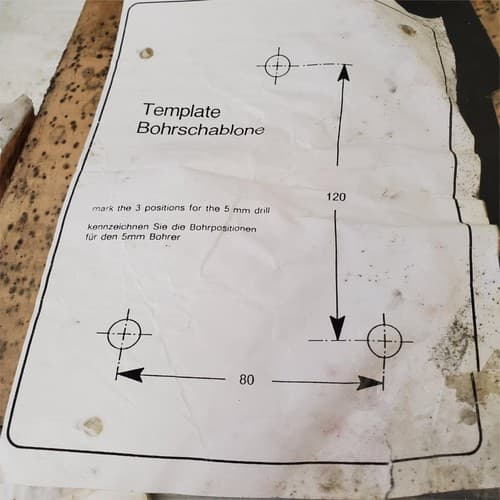 Template
Bohrschablone
120
mark the 3 positions for the 5 mm drill
kennzeichnen Sie die Bohrpositionen
für den 5mm Bohrer
80